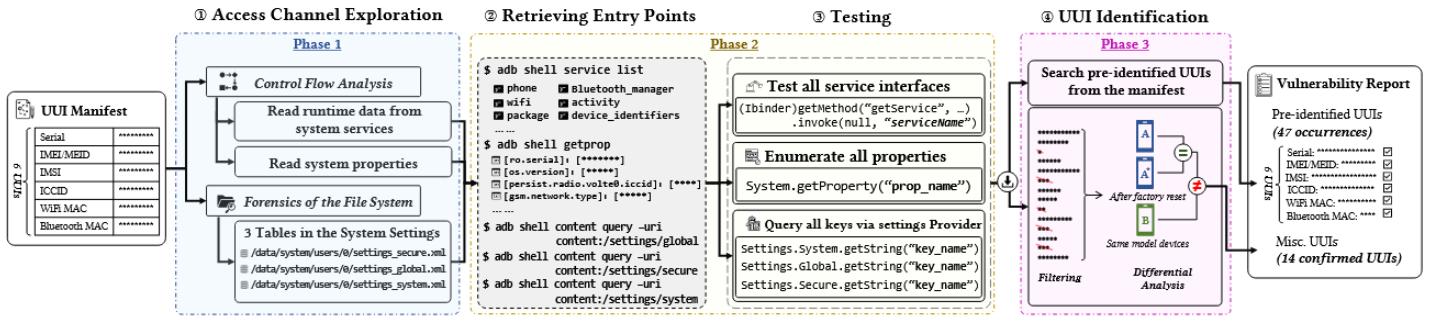 ① Access Channel Exploration
② Retrieving Entry Points
③ Testing
④ UUI Identification
UUI Manifest
Serial *********
IMEI/MEID *********
IMSI *********
ICCID *********
WiFi MAC *********
Bluetooth MAC *********
6 UUIs
Phase 1
Control Flow Analysis
Read runtime data from
system services
Read system properties
Forensics of the File System
3 Tables in the System Settings
/data/system/users/0/settings_secure.xml
/data/system/users/0/settings_global.xml
/data/system/users/0/settings_system.xml
Phase 2
$ adb shell service list
phone Bluetooth_manager
wifi activity
package device_identifiers
... ...
$ adb shell getprop
[ro.serial]: [*******]
[os.version]: [*****]
[persist.radio.volte0.iccid]: [****]
[gsm.network.type]: [*****]
... ...
$ adb shell content query –uri
content:/settings/global
$ adb shell content query –uri
content:/settings/secure
$ adb shell content query –uri
content:/settings/system
Test all service interfaces
(Ibinder)getMethod(“getService”, …)
.invoke(null, “serviceName”)
Enumerate all properties
System.getProperty(“prop_name”)
Query all keys via settings Provider
Settings.System.getString(“key_name”)
Settings.Global.getString(“key_name”)
Settings.Secure.getString(“key_name”)
Phase 3
Search pre-identified UUIs
from the manifest
Filtering
A
=
A*
After factory reset
≠
B
Same model devices
Differential
Analysis
Vulnerability Report
Pre-identified UUIs
(47 occurrences)
6 UUIs
Serial: ****************
IMEI/MEID: *********
IMSI: ****************
ICCID: **************
WiFi MAC: **********
Bluetooth MAC: ****
Misc. UUIs
(14 confirmed UUIs)